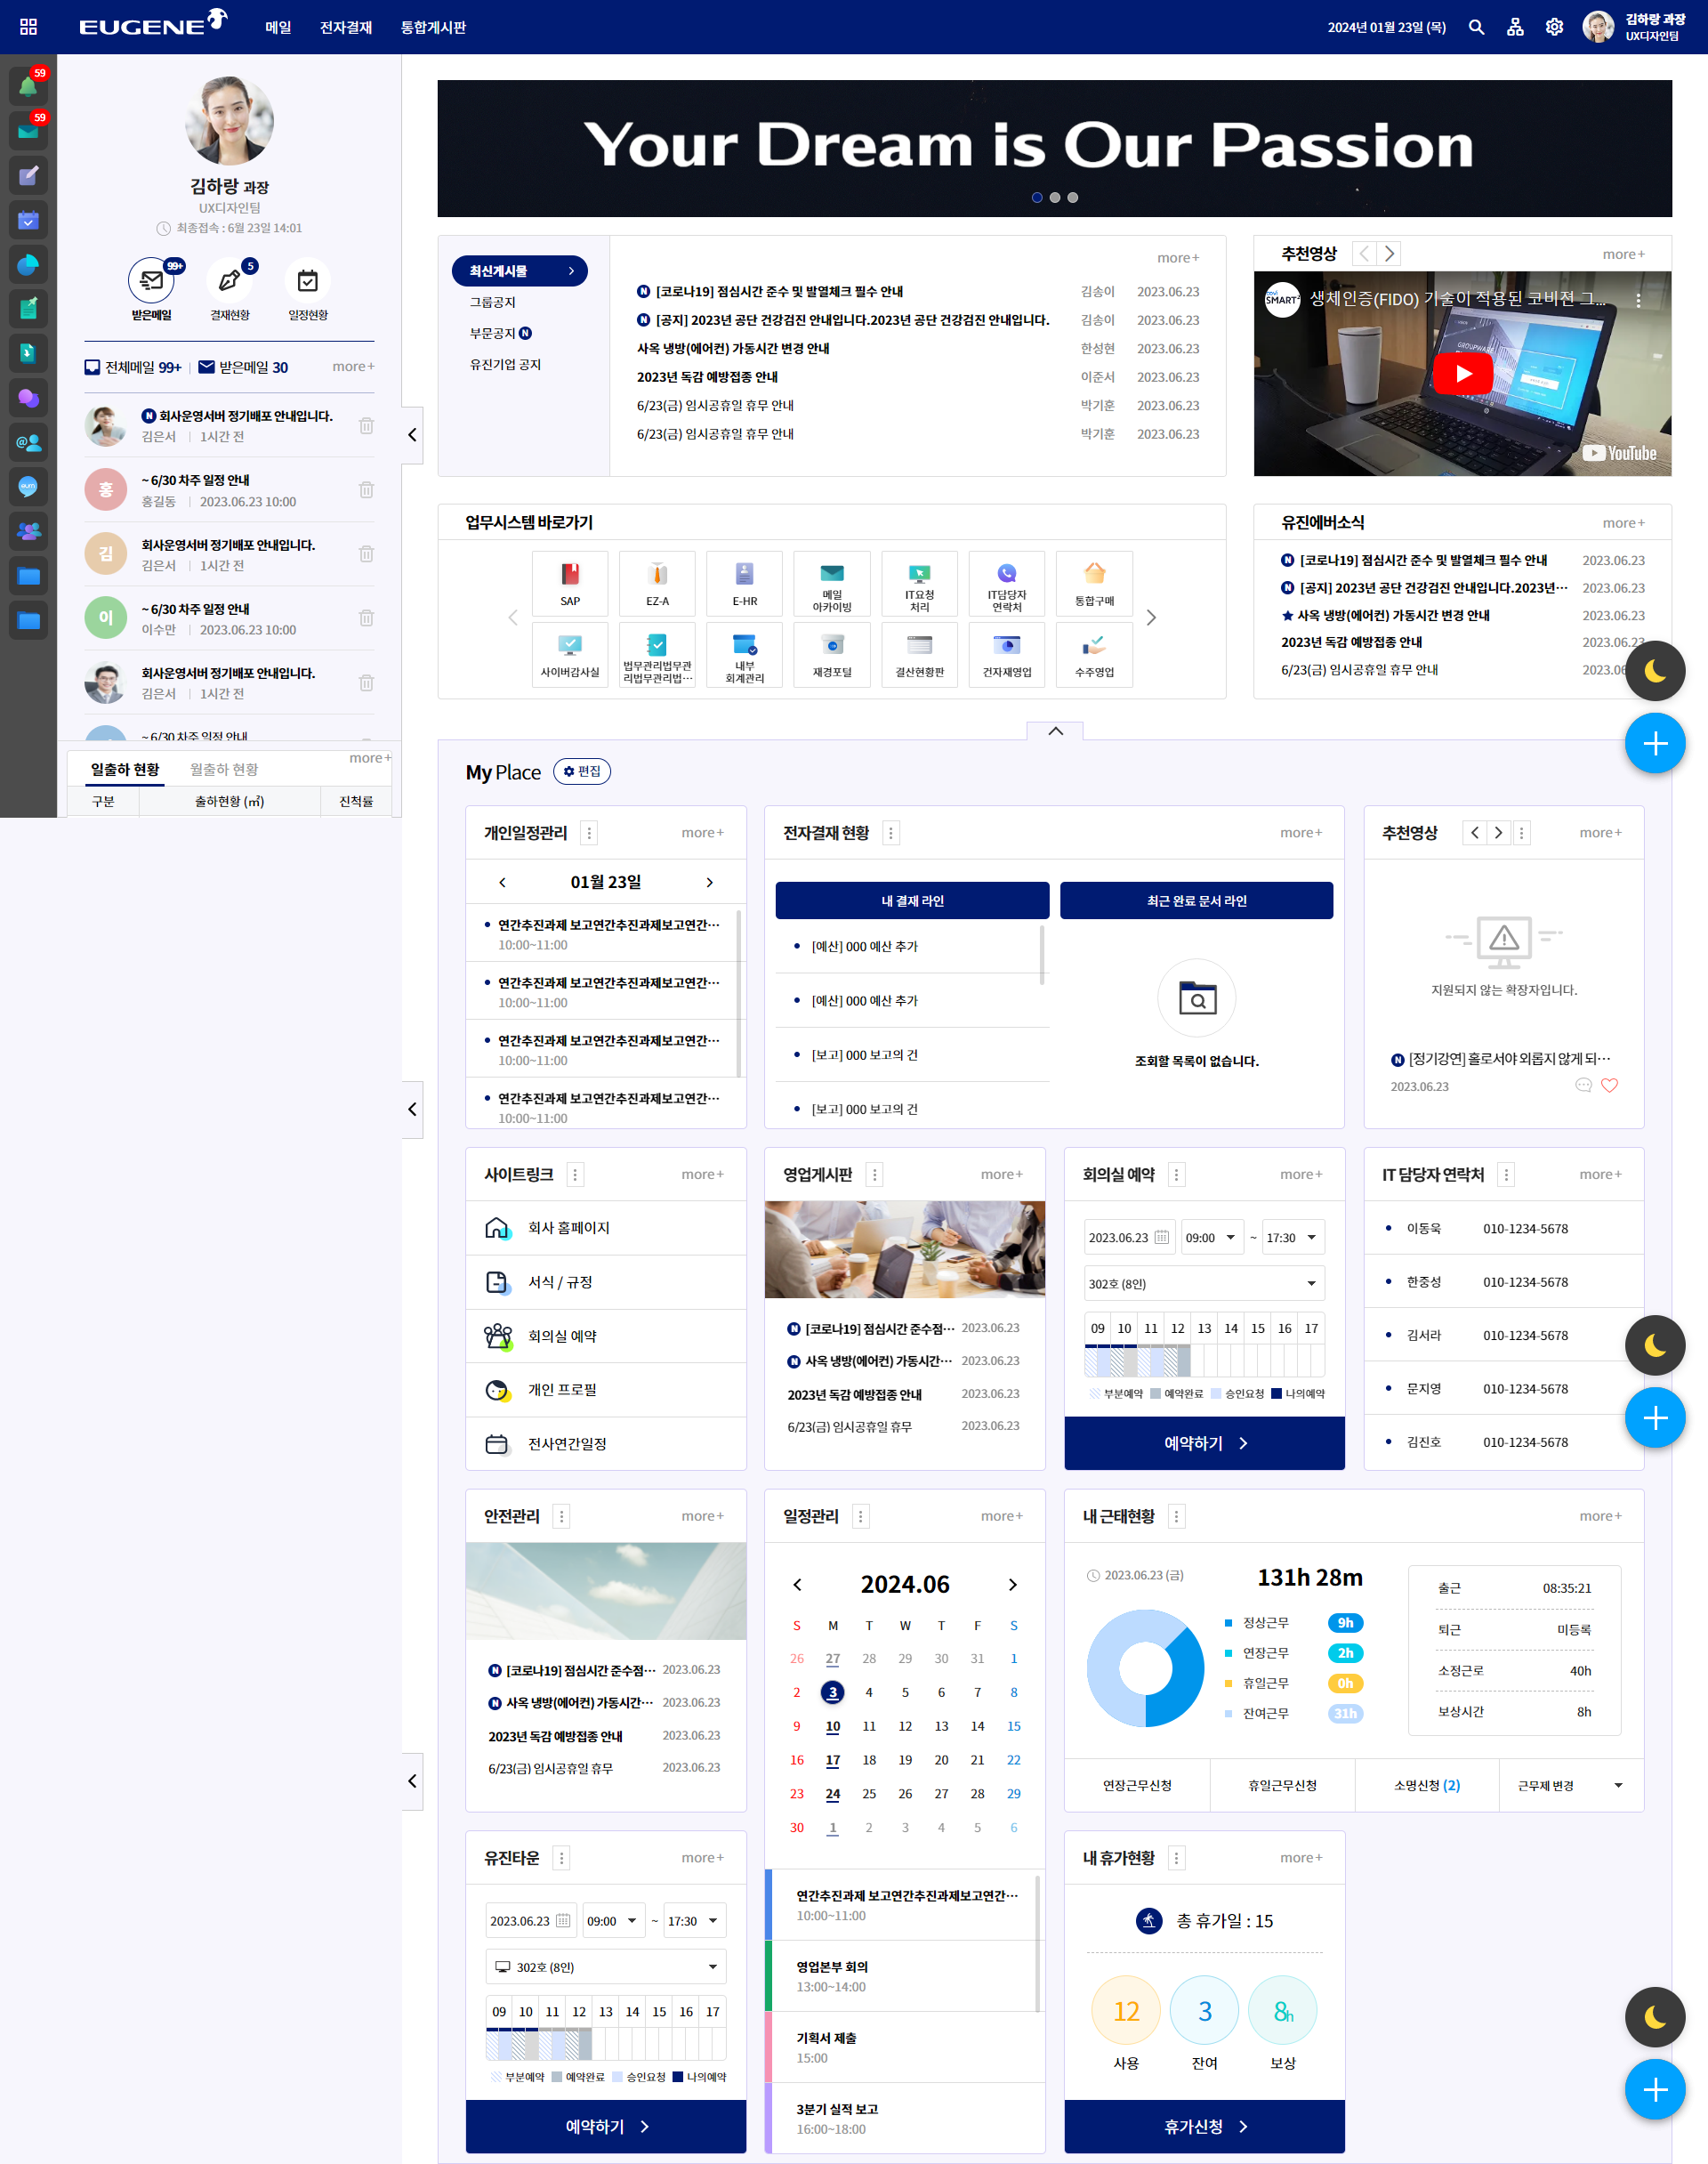 EUGENE 메일 전자결재 통합게시판 2024년 01월 23일 (목) 김하랑 과장
UX디자인팀
59
59
김하랑 과장
UX디자인팀
최종접속 : 6월 23일 14:01
99+ 5
받은메일 결재현황 일정현황
전체메일 99+ 받은메일 30 more+
N 회사운영서버 정기배포 안내입니다.
김은서 1시간 전
홍 ~ 6/30 차주 일정 안내
홍길동 2023.06.23 10:00
김 회사운영서버 정기배포 안내입니다.
김은서 1시간 전
이 ~ 6/30 차주 일정 안내
이수만 2023.06.23 10:00
회사운영서버 정기배포 안내입니다.
김은서 1시간 전
~ 6/30 차주 일정 안내
일출하 현황 월출하 현황 more+
구분 출하현황 (㎥) 진척률
Your Dream is Our Passion
최신게시물
그룹공지
부문공지 N
유진기업 공지
more+
N [코로나19] 점심시간 준수 및 발열체크 필수 안내 김송이 2023.06.23
N [공지] 2023년 공단 건강검진 안내입니다.2023년 공단 건강검진 안내입니다. 김송이 2023.06.23
사옥 냉방(에어컨) 가동시간 변경 안내 한성현 2023.06.23
2023년 독감 예방접종 안내 이준서 2023.06.23
6/23(금) 임시공휴일 휴무 안내 박기훈 2023.06.23
6/23(금) 임시공휴일 휴무 안내 박기훈 2023.06.23
추천영상 more+
SMART² 생체인증(FIDO) 기술이 적용된 코비젼 그...
GROUPWARE
YouTube
업무시스템 바로가기
SAP EZ-A E-HR 메일
아카이빙 IT요청
처리 IT담당자
연락처 통합구매
사이버감사실 법무관리법무관
리법무관리법… 내부
회계관리 재경포털 결산현황판 건자재영업 수주영업
유진에버소식 more+
N [코로나19] 점심시간 준수 및 발열체크 필수 안내 2023.06.23
N [공지] 2023년 공단 건강검진 안내입니다.2023년… 2023.06.23
사옥 냉방(에어컨) 가동시간 변경 안내 2023.06.23
2023년 독감 예방접종 안내 2023.06.23
6/23(금) 임시공휴일 휴무 안내 2023.06
My Place 편집
개인일정관리 more+
01월 23일
연간추진과제 보고연간추진과제보고연간…
10:00~11:00
연간추진과제 보고연간추진과제보고연간…
10:00~11:00
연간추진과제 보고연간추진과제보고연간…
10:00~11:00
연간추진과제 보고연간추진과제보고연간…
10:00~11:00
전자결재 현황 more+
내 결재 라인
[예산] 000 예산 추가
[예산] 000 예산 추가
[보고] 000 보고의 건
[보고] 000 보고의 건
최근 완료 문서 라인
조회할 목록이 없습니다.
추천영상 more+
지원되지 않는 확장자입니다.
N [정기강연] 홀로서야 외롭지 않게 되…
2023.06.23
사이트링크 more+
회사 홈페이지
서식 / 규정
회의실 예약
개인 프로필
전사연간일정
영업게시판 more+
N [코로나19] 점심시간 준수점… 2023.06.23
N 사옥 냉방(에어컨) 가동시간… 2023.06.23
2023년 독감 예방접종 안내 2023.06.23
6/23(금) 임시공휴일 휴무 2023.06.23
회의실 예약 more+
2023.06.23 09:00 ~ 17:30
302호 (8인)
09 10 11 12 13 14 15 16 17
부분예약 예약완료 승인요청 나의예약
예약하기
IT 담당자 연락처 more+
이동욱 010-1234-5678
한종성 010-1234-5678
김서라 010-1234-5678
문지영 010-1234-5678
김진호 010-1234-5678
안전관리 more+
N [코로나19] 점심시간 준수점… 2023.06.23
N 사옥 냉방(에어컨) 가동시간… 2023.06.23
2023년 독감 예방접종 안내 2023.06.23
6/23(금) 임시공휴일 휴무 2023.06.23
일정관리 more+
2024.06
S M T W T F S
26 27 28 29 30 31 1
2 3 4 5 6 7 8
9 10 11 12 13 14 15
16 17 18 19 20 21 22
23 24 25 26 27 28 29
30 1 2 3 4 5 6
연간추진과제 보고연간추진과제보고연간…
10:00~11:00
영업본부 회의
13:00~14:00
기획서 제출
15:00
3분기 실적 보고
16:00~18:00
내 근태현황 more+
2023.06.23 (금) 131h 28m
정상근무 9h
연장근무 2h
휴일근무 0h
잔여근무 31h
출근 08:35:21
퇴근 미등록
소정근로 40h
보상시간 8h
연장근무신청 휴일근무신청 소명신청 (2) 근무제 변경
유진타운 more+
2023.06.23 09:00 ~ 17:30
302호 (8인)
09 10 11 12 13 14 15 16 17
부분예약 예약완료 승인요청 나의예약
예약하기
내 휴가현황 more+
총 휴가일 : 15
12 3 8h
사용 잔여 보상
휴가신청